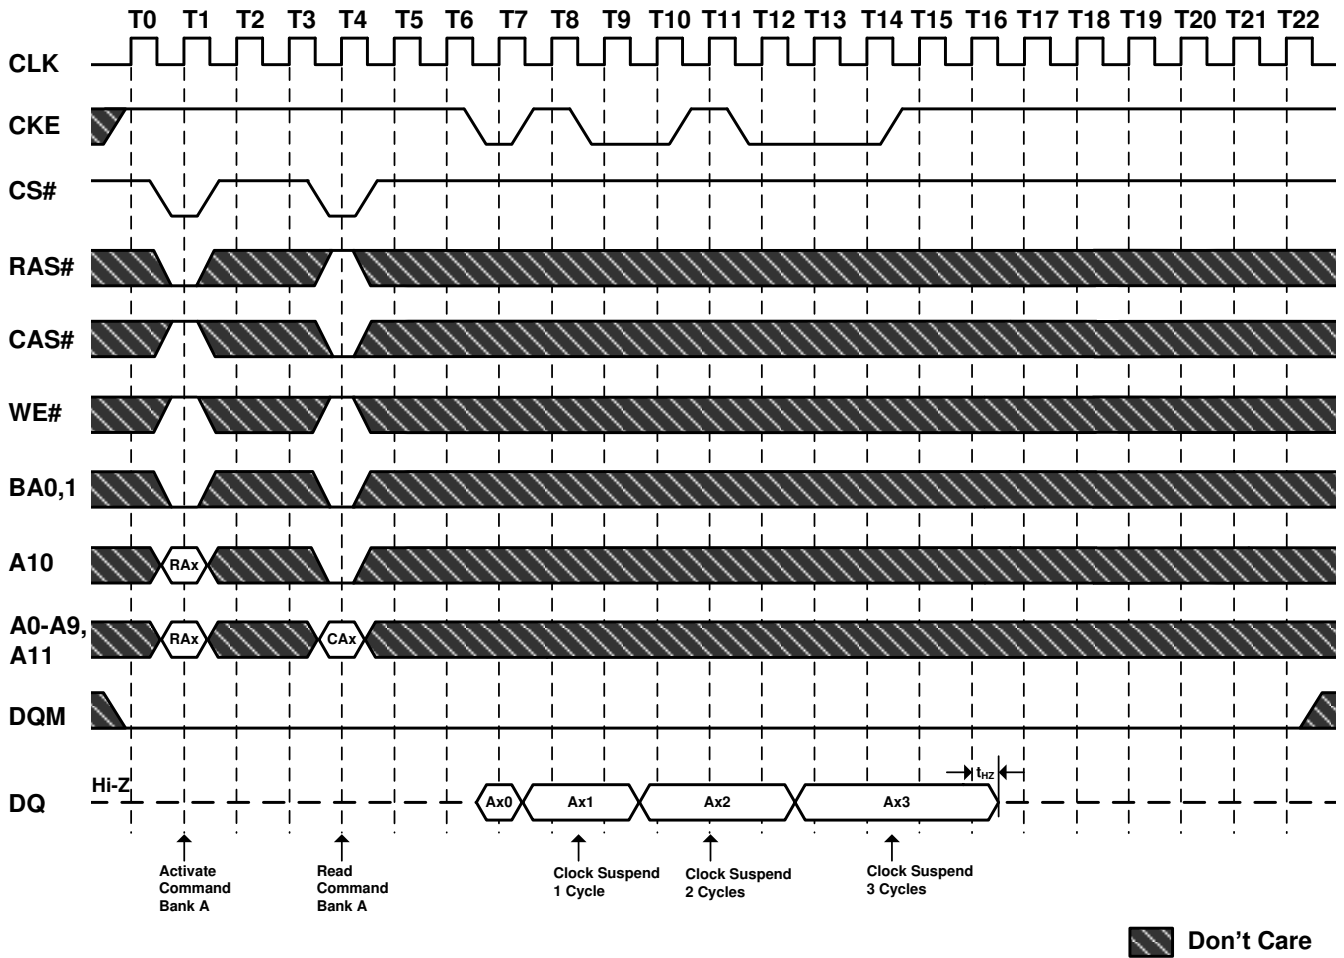 T0 T1 T2 T3 T4 T5 T6 T7 T8 T9 T10 T11 T12 T13 T14 T15 T16 T17 T18 T19 T20 T21 T22
CLK
CKE
CS#
RAS#
CAS#
WE#
BA0,1
A10 RAx
A0-A9,
A11
RAx CAx
DQM
Hi-Z
tHZ
DQ
Ax0 Ax1 Ax2 Ax3
Activate
Command
Bank A
Read
Command
Bank A
Clock Suspend
1 Cycle
Clock Suspend
2 Cycles
Clock Suspend
3 Cycles
Don't Care